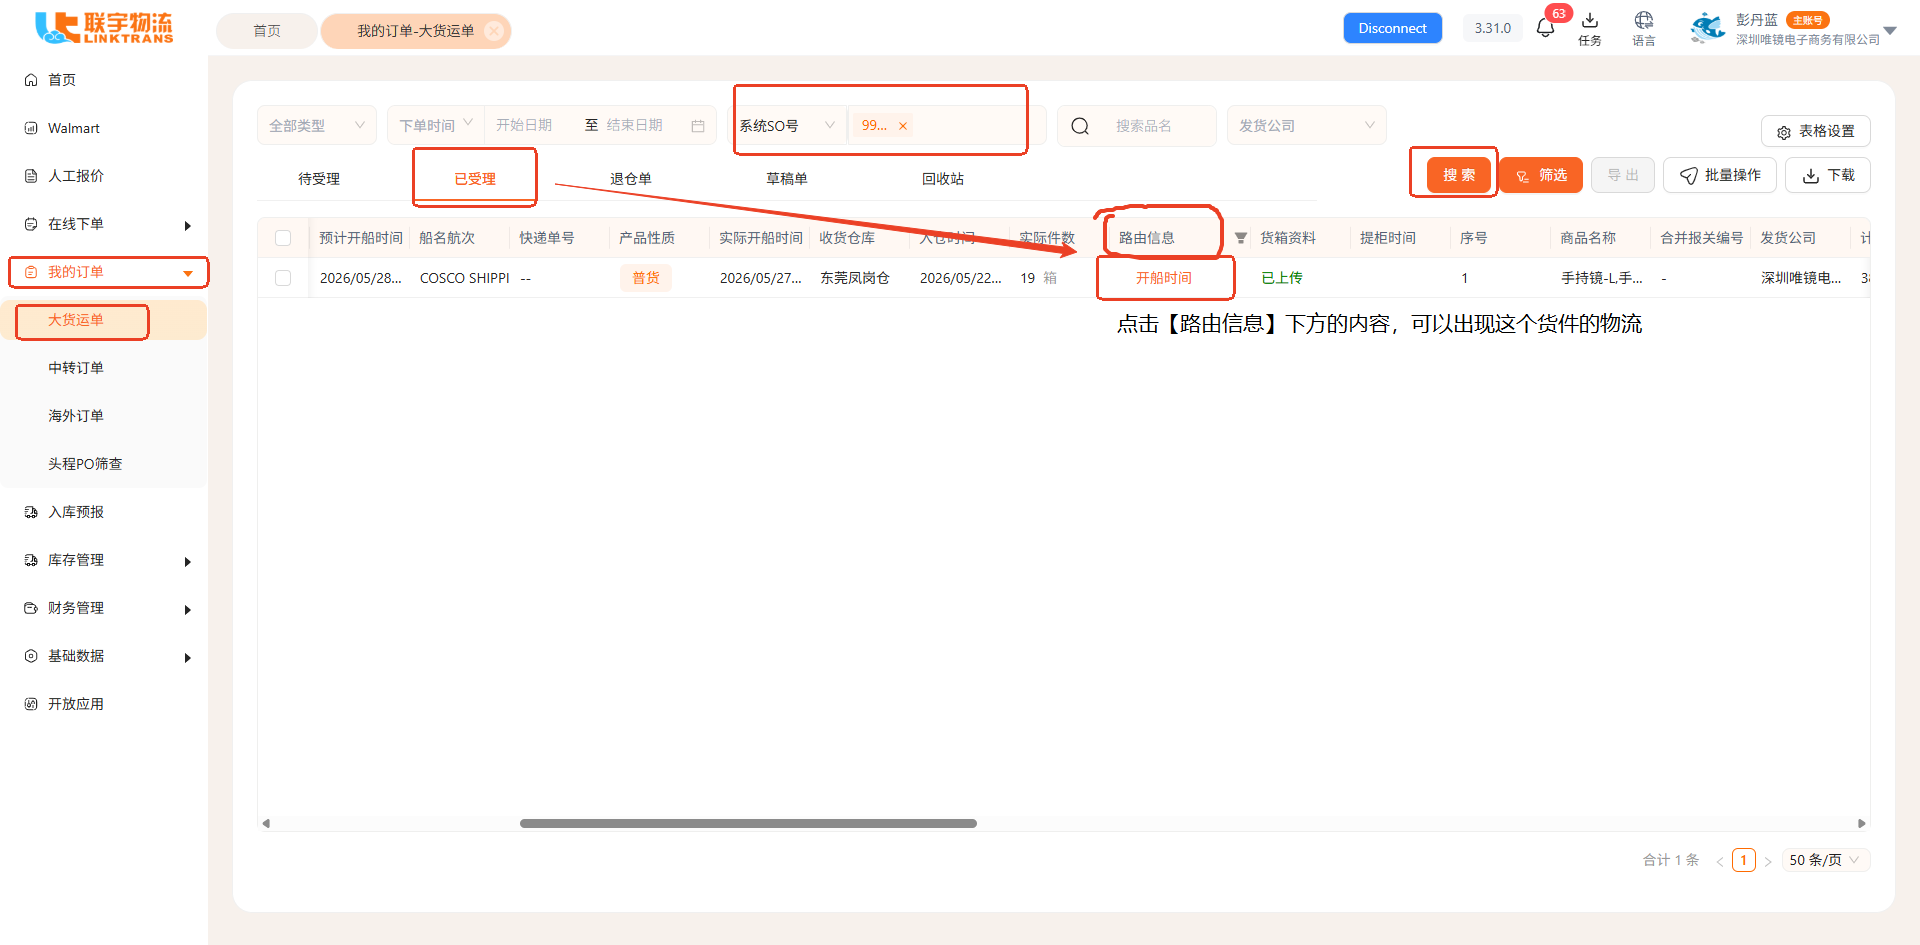 联宇物流
LINKTRANS
首页
我的订单-大货运单
Disconnect
3.31.0
63
任务
语言
彭丹蓝 主账号
深圳唯镜电子商务有限公司
首页
Walmart
人工报价
在线下单
我的订单
大货运单
中转订单
海外订单
头程PO筛查
入库预报
库存管理
财务管理
基础数据
开放应用
全部类型
下单时间 开始日期 至 结束日期
系统SO号 99...
搜索品名
发货公司
表格设置
待受理 已受理 退仓单 草稿单 回收站
搜 索 筛选 导 出 批量操作 下载
预计开船时间 船名航次 快递单号 产品性质 实际开船时间 收货仓库 入仓时间 实际件数 路由信息 货箱资料 提柜时间 序号 商品名称 合并报关编号 发货公司 计
2026/05/28... COSCO SHIPPI -- 普货 2026/05/27... 东莞凤岗仓 2026/05/22... 19 箱 开船时间 已上传 1 手持镜-L,手... - 深圳唯镜电...
点击【路由信息】下方的内容，可以出现这个货件的物流
合计 1 条 < 1 > 50 条/页